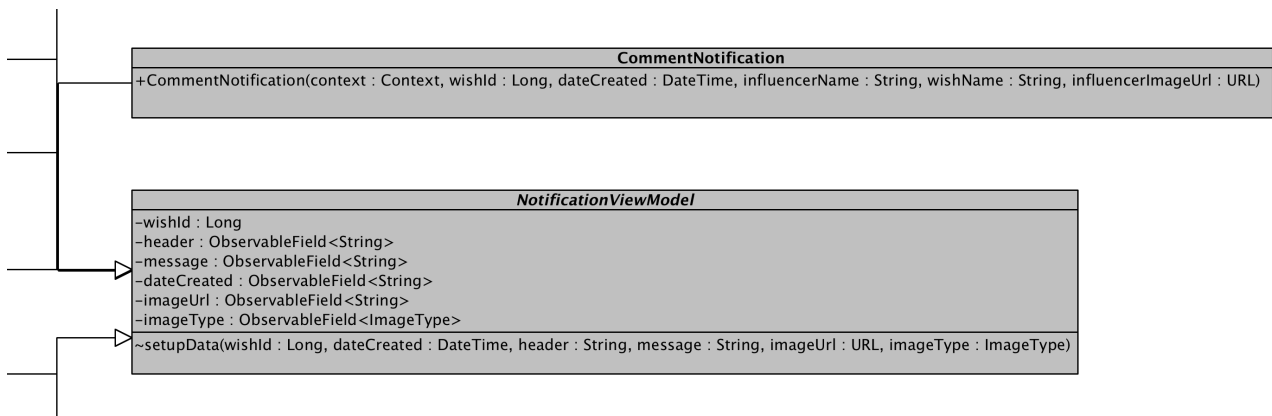 CommentNotification
+CommentNotification(context : Context, wishId : Long, dateCreated : DateTime, influencerName : String, wishName : String, influencerImageUrl : URL)
NotificationViewModel
-wishId : Long
-header : ObservableField<String>
-message : ObservableField<String>
-dateCreated : ObservableField<String>
-imageUrl : ObservableField<String>
-imageType : ObservableField<ImageType>
~setupData(wishId : Long, dateCreated : DateTime, header : String, message : String, imageUrl : URL, imageType : ImageType)